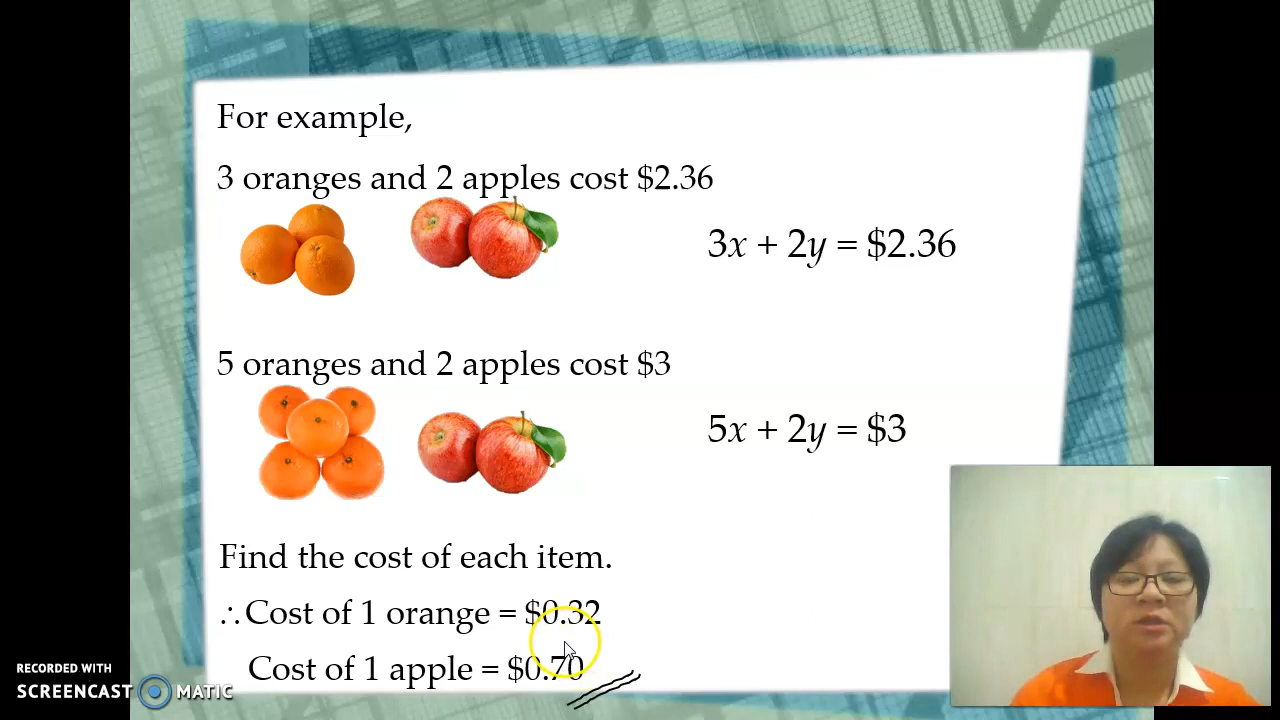 For example,
3 oranges and 2 apples cost $2.36
3x + 2y = $2.36
5 oranges and 2 apples cost $3
5x + 2y = $3
Find the cost of each item.
∴ Cost of 1 orange = $0.32
Cost of 1 apple = $0.70
RECORDED WITH
SCREENCAST MATIC